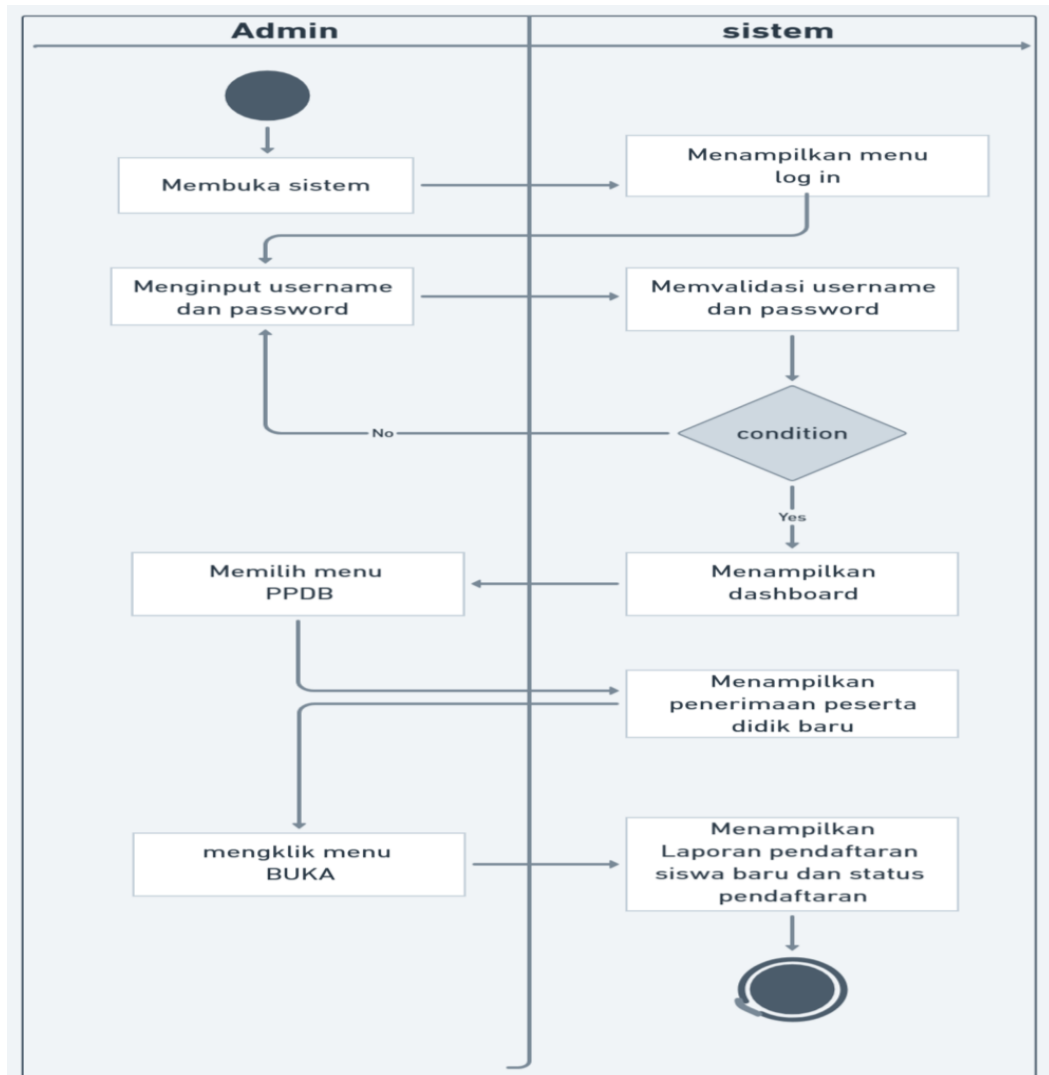 Admin
sistem
Membuka sistem
Menampilkan menu
log in
Menginput username
dan password
Memvalidasi username
dan password
condition
No
Yes
Memilih menu
PPDB
Menampilkan
dashboard
Menampilkan
penerimaan peserta
didik baru
mengklik menu
BUKA
Menampilkan
Laporan pendaftaran
siswa baru dan status
pendaftaran